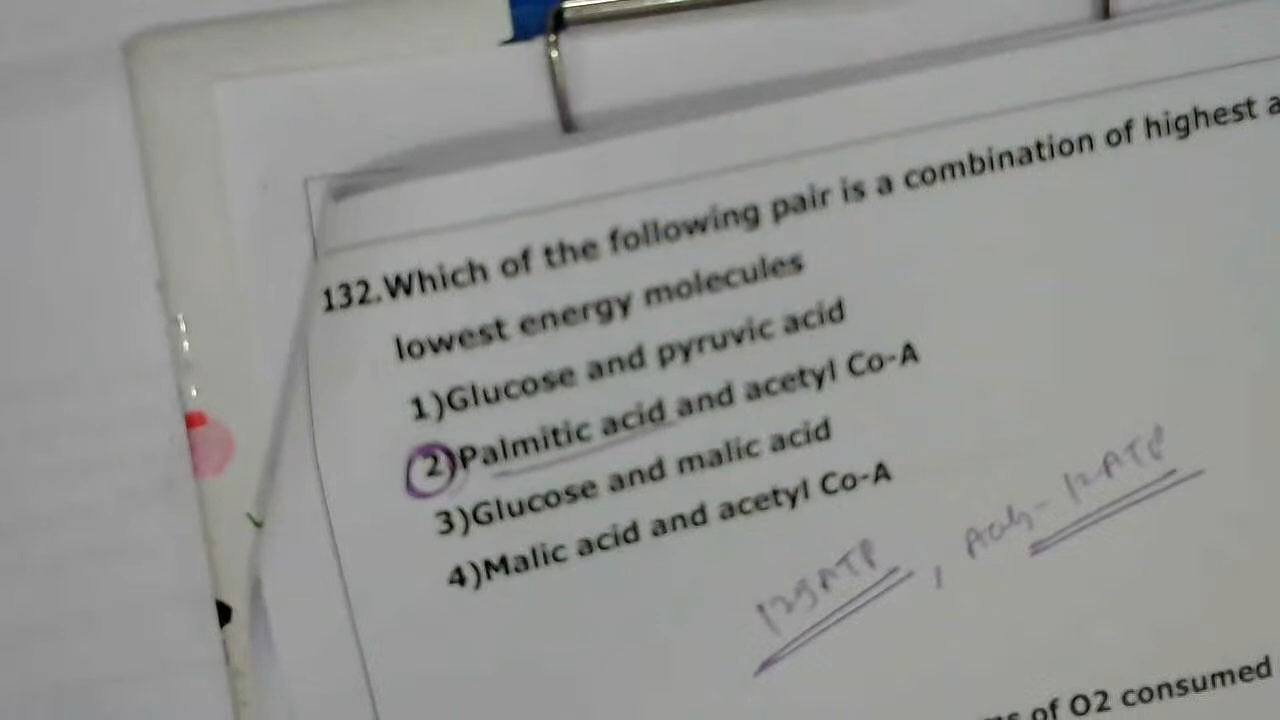 132.Which of the following pair is a combination of highest a
lowest energy molecules
1)Glucose and pyruvic acid
2)Palmitic acid and acetyl Co-A
3)Glucose and malic acid
4)Malic acid and acetyl Co-A
129ATP, - 12ATP
of O2 consumed